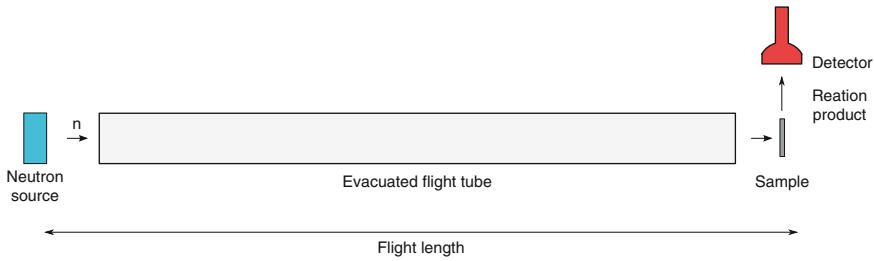 Detector
Reation
product
n
Neutron
source
Evacuated flight tube
Sample
Flight length